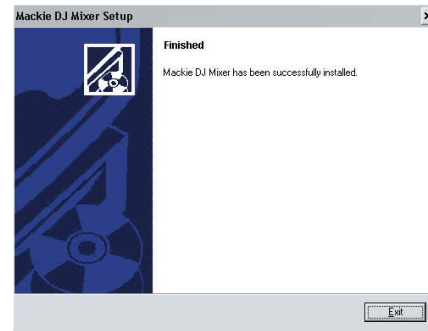 Mackie DJ Mixer Setup
Finished
Mackie DJ Mixer has been successfully installed.
Exit